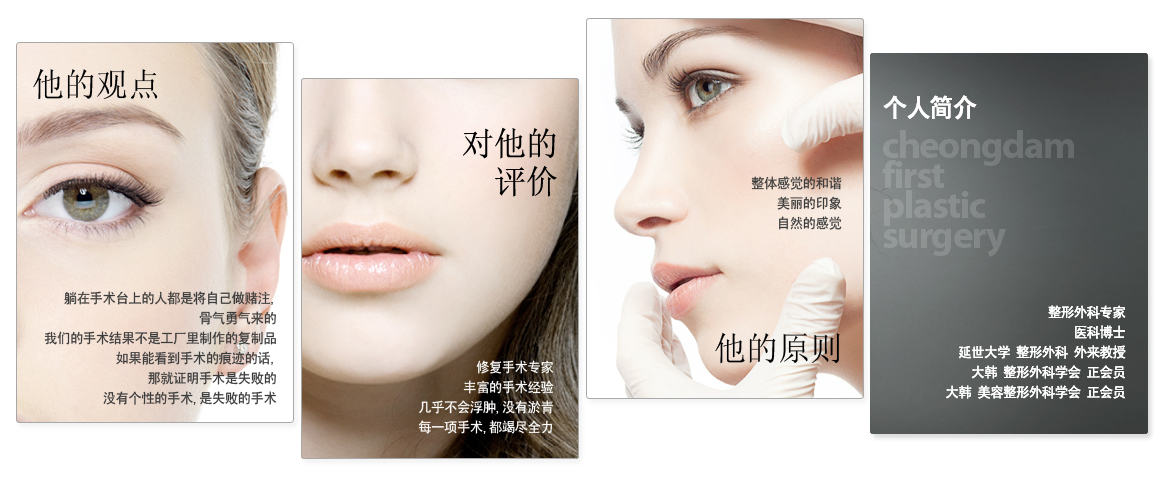 他的观点
躺在手术台上的人都是将自己做赌注,
骨气勇气来的
我们的手术结果不是工厂里制作的复制品
如果能看到手术的痕迹的话,
那就证明手术是失败的
没有个性的手术, 是失败的手术
对他的
评价
修复手术专家
丰富的手术经验
几乎不会浮肿, 没有淤青
每一项手术, 都竭尽全力
整体感觉的和谐
美丽的印象
自然的感觉
他的原则
个人简介
cheongdam
first
plastic
surgery
整形外科专家
医科博士
延世大学 整形外科 外来教授
大韩 整形外科学会 正会员
大韩 美容整形外科学会 正会员